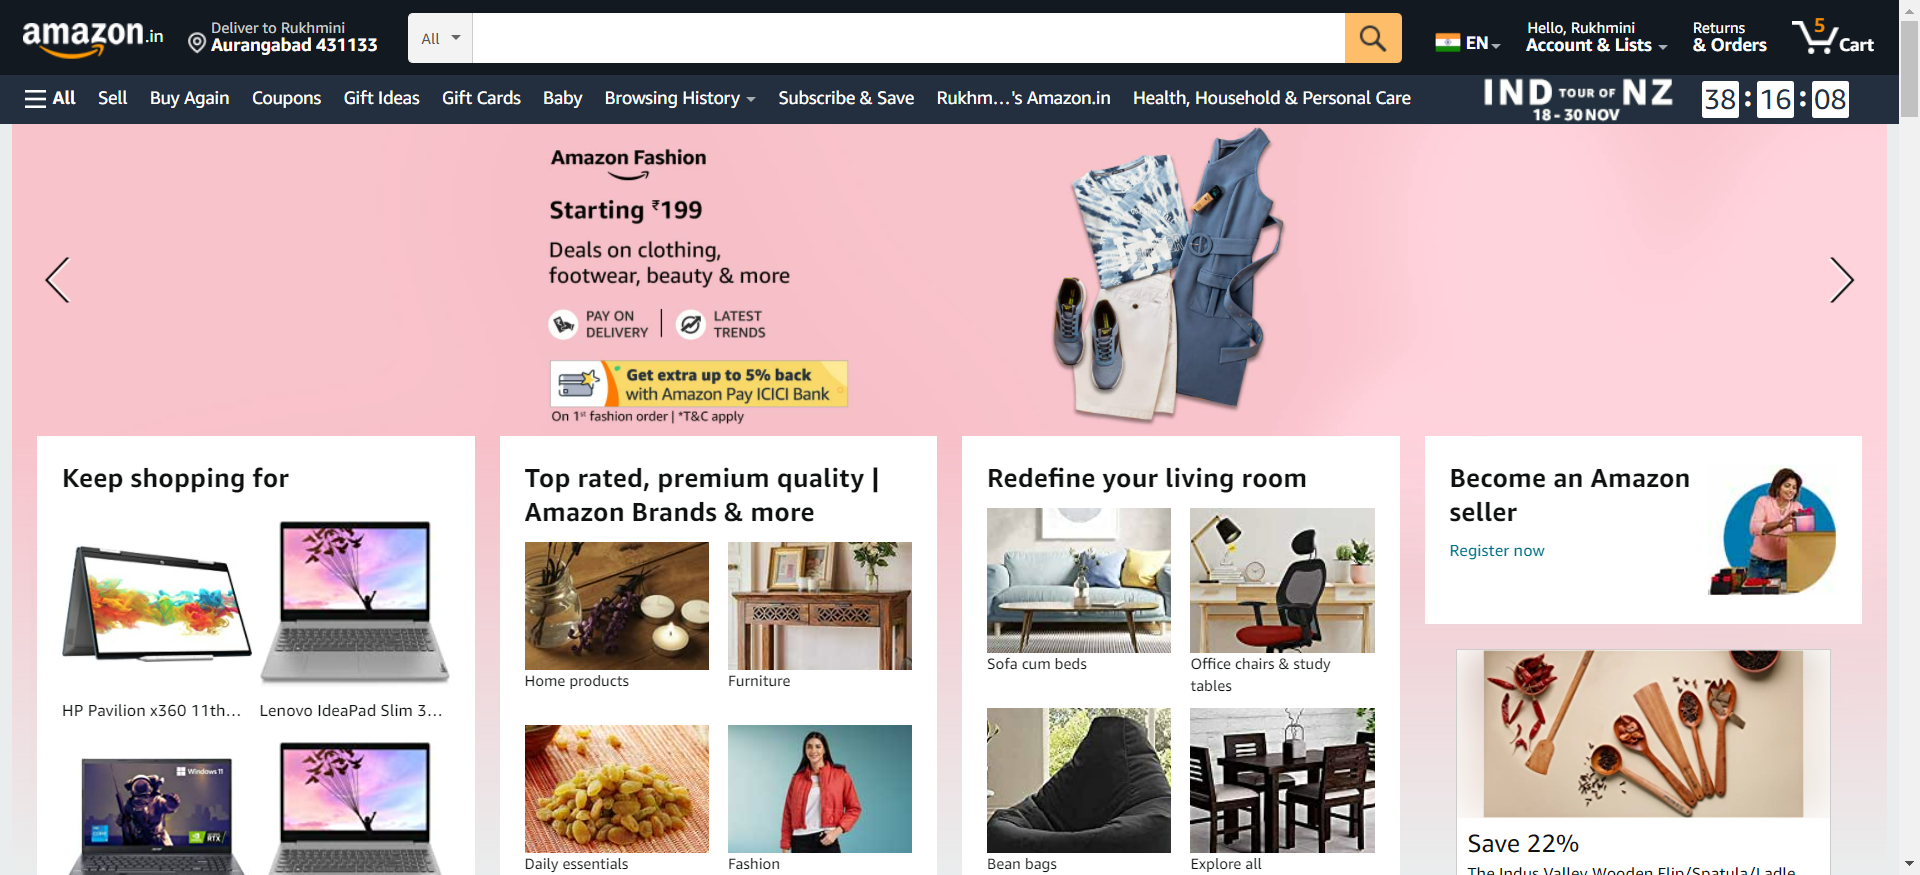 amazon.in
Deliver to Rukhmini
Aurangabad 431133
All
EN
Hello, Rukhmini
Account & Lists
Returns
& Orders
5
Cart
All
Sell
Buy Again
Coupons
Gift Ideas
Gift Cards
Baby
Browsing History
Subscribe & Save
Rukhm...'s Amazon.in
Health, Household & Personal Care
IND TOUR OF NZ
18 - 30 NOV
38 : 16 : 08
Amazon Fashion
Starting ₹199
Deals on clothing,
footwear, beauty & more
PAY ON
DELIVERY
LATEST
TRENDS
Get extra up to 5% back
with Amazon Pay ICICI Bank
On 1st fashion order | *T&C apply
Keep shopping for
HP Pavilion x360 11th...
Lenovo IdeaPad Slim 3...
Windows 11
RTX
Top rated, premium quality |
Amazon Brands & more
Home products
Furniture
Daily essentials
Fashion
Redefine your living room
Sofa cum beds
Office chairs & study
tables
Bean bags
Explore all
Become an Amazon
seller
Register now
Save 22%
The Indus Valley Wooden Flip/Spatula/Ladle